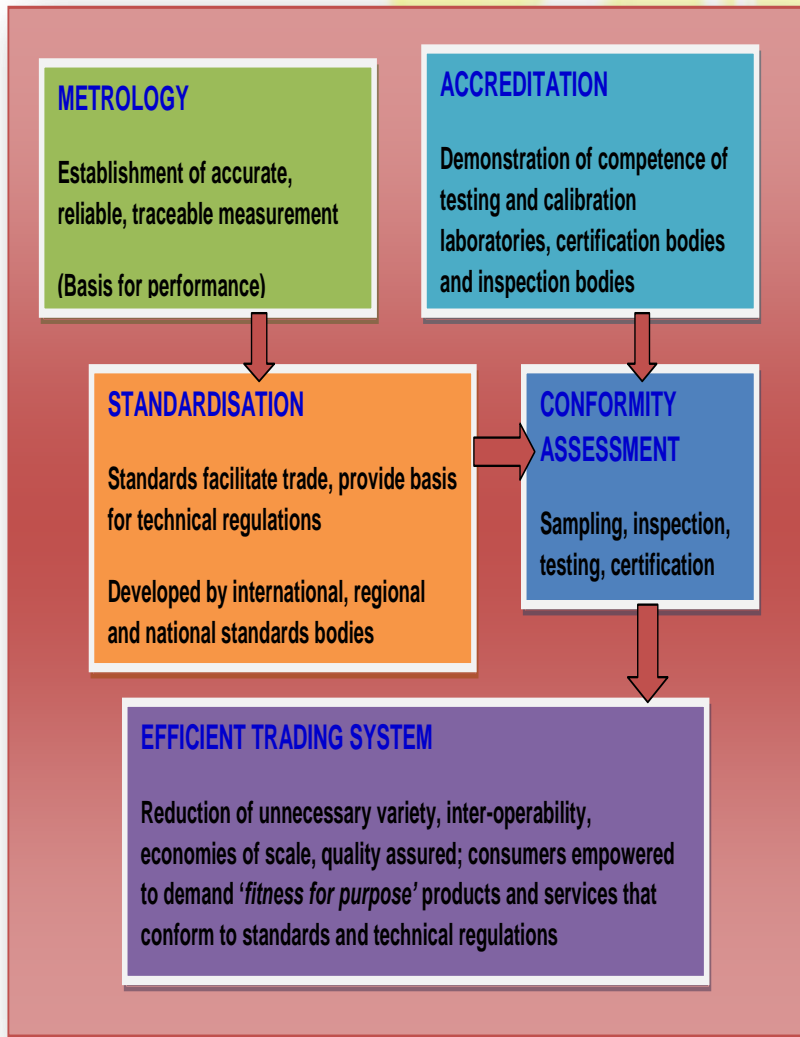 METROLOGY
Establishment of accurate,
reliable, traceable measurement
(Basis for performance)
ACCREDITATION
Demonstration of competence of
testing and calibration
laboratories, certification bodies
and inspection bodies
STANDARDISATION
Standards facilitate trade, provide basis
for technical regulations
Developed by international, regional
and national standards bodies
CONFORMITY
ASSESSMENT
Sampling, inspection,
testing, certification
EFFICIENT TRADING SYSTEM
Reduction of unnecessary variety, inter-operability,
economies of scale, quality assured; consumers empowered
to demand ‘fitness for purpose’ products and services that
conform to standards and technical regulations